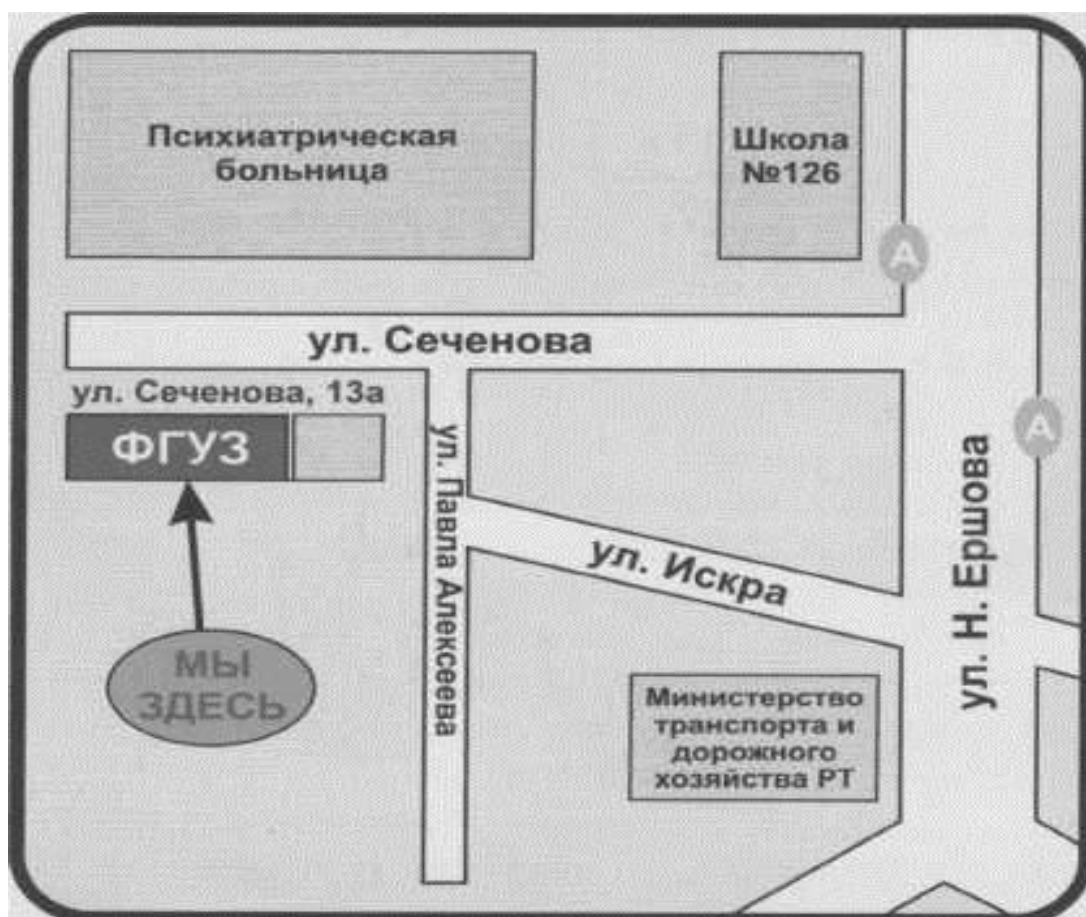 Психиатрическая
больница
Школа
№126
А
ул. Сеченова
ул. Сеченова, 13а
ФГУЗ
А
ул. Павла Алексеева
ул. Искра
ул. Н. Ершова
МЫ
ЗДЕСЬ
Министерство
транспорта и
дорожного
хозяйства РТ